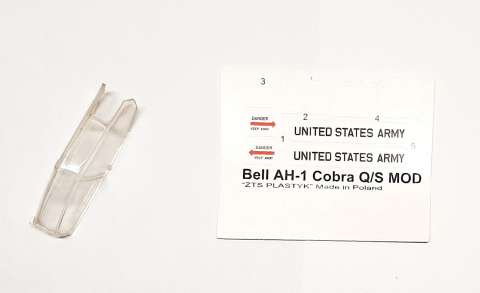 3
DANGER
KEEP AWAY
2
4
UNITED STATES ARMY
1
5
DANGER
KEEP AWAY
UNITED STATES ARMY
Bell AH-1 Cobra Q/S MOD
"ZTS PLASTYK" Made in Poland